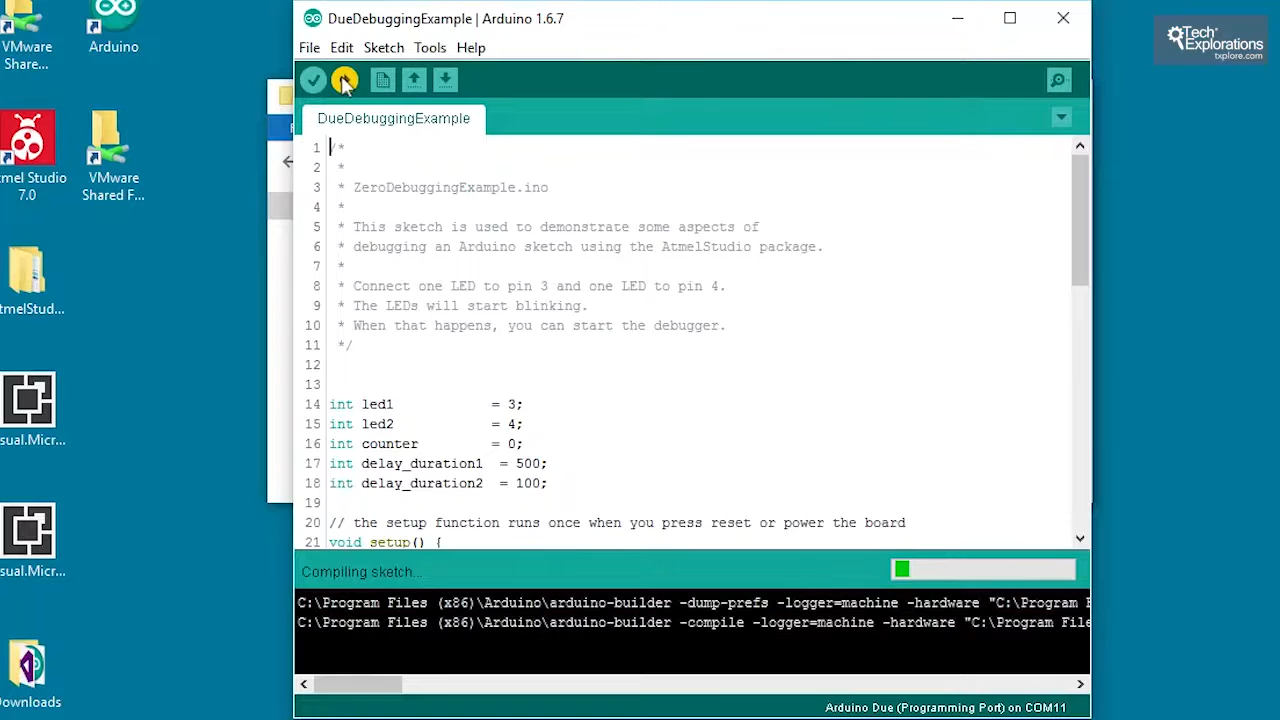 DueDebuggingExample | Arduino 1.6.7
File Edit Sketch Tools Help
DueDebuggingExample
1 /*
2 *
3 * ZeroDebuggingExample.ino
4 *
5 * This sketch is used to demonstrate some aspects of
6 * debugging an Arduino sketch using the AtmelStudio package.
7 *
8 * Connect one LED to pin 3 and one LED to pin 4.
9 * The LEDs will start blinking.
10 * When that happens, you can start the debugger.
11 */
12
13
14 int led1 = 3;
15 int led2 = 4;
16 int counter = 0;
17 int delay_duration1 = 500;
18 int delay_duration2 = 100;
19
20 // the setup function runs once when you press reset or power the board
21 void setup() {
Compiling sketch...
C:\Program Files (x86)\Arduino\arduino-builder -dump-prefs -logger=machine -hardware "C:\Program F
C:\Program Files (x86)\Arduino\arduino-builder -compile -logger=machine -hardware "C:\Program File
Arduino Due (Programming Port) on COM11
VMware
Share...
Arduino
tmel Studio
7.0
VMware
Shared F...
tmelStud...
sual.Micr...
sual.Micr...
ownloads
Tech
Explorations
txplore.com